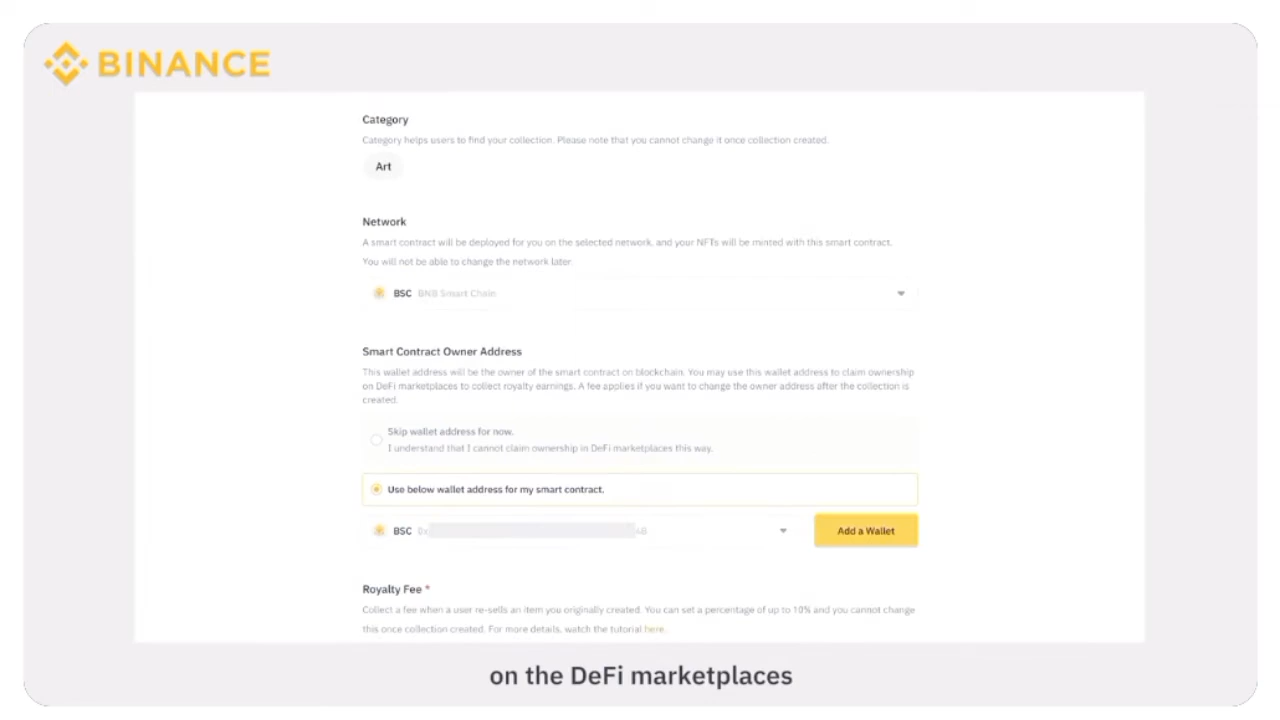 BINANCE
Category
Category helps users to find your collection. Please note that you cannot change it once collection created.
Art
Network
A smart contract will be deployed for you on the selected network, and your NFTs will be minted with this smart contract.
You will not be able to change the network later.
BSC BNB Smart Chain
Smart Contract Owner Address
This wallet address will be the owner of the smart contract on blockchain. You may use this wallet address to claim ownership
on DeFi marketplaces to collect royalty earnings. A fee applies if you want to change the owner address after the collection is
created.
Skip wallet address for now.
I understand that I cannot claim ownership in DeFi marketplaces this way.
Use below wallet address for my smart contract.
BSC 0x 4B
Add a Wallet
Royalty Fee *
Collect a fee when a user re-sells an item you originally created. You can set a percentage of up to 10% and you cannot change
this once collection created. For more details, watch the tutorial here.
on the DeFi marketplaces